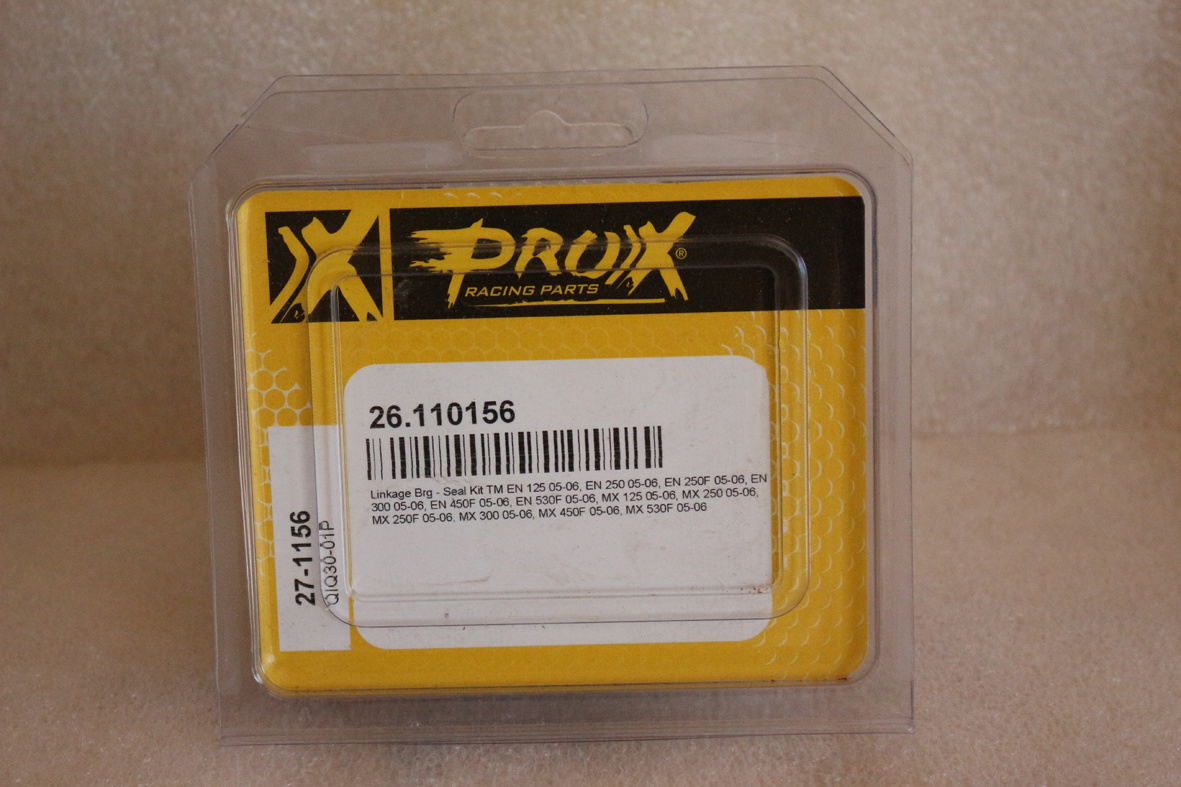 PROX®
RACING PARTS
26.110156
Linkage Brg - Seal Kit TM EN 125 05-06, EN 250 05-06, EN 250F 05-06, EN
300 05-06, EN 450F 05-06, EN 530F 05-06, MX 125 05-06, MX 250 05-06,
MX 250F 05-06, MX 300 05-06, MX 450F 05-06, MX 530F 05-06
27-1156
QIQ30-01P